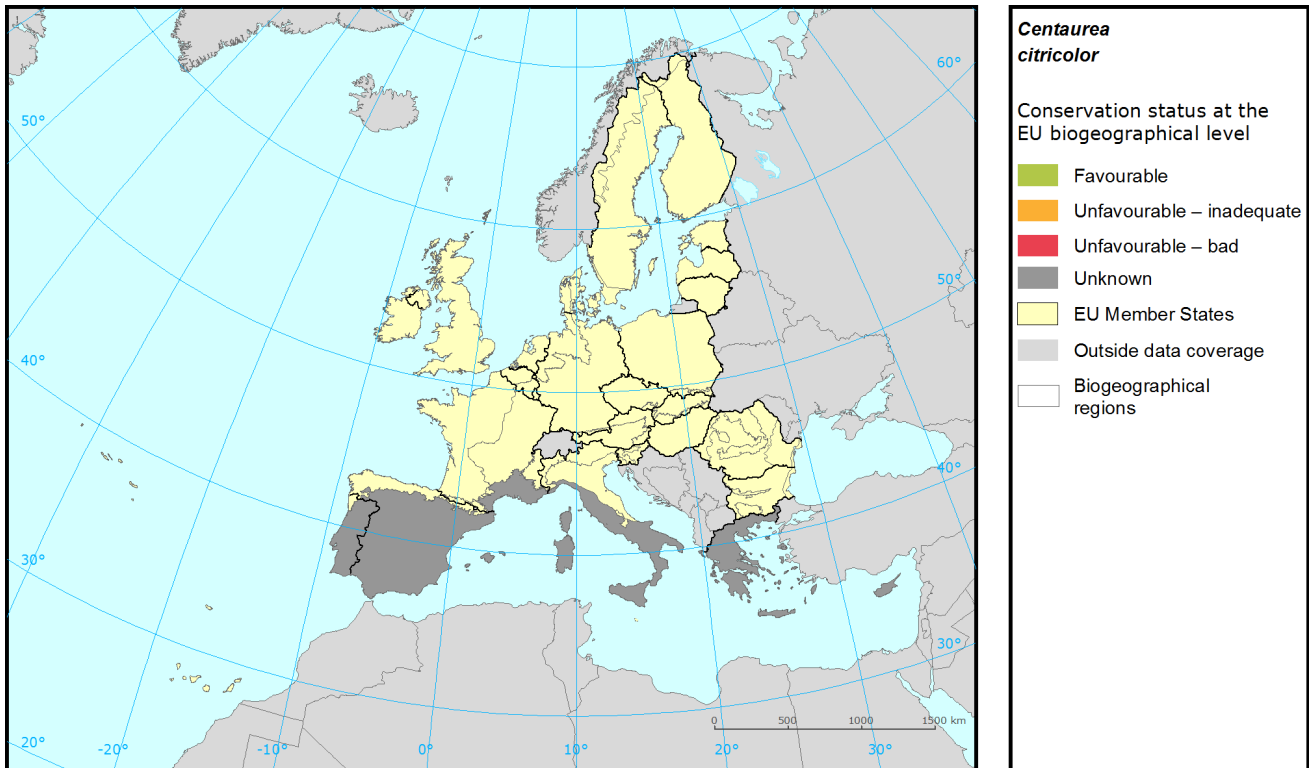 Centaurea
citricolor
Conservation status at the
EU biogeographical level
Favourable
Unfavourable – inadequate
Unfavourable – bad
Unknown
EU Member States
Outside data coverage
Biogeographical
regions
60°
50°
50°
40°
40°
30°
30°
0 500 1000 1500 km
20° -20° -10° 0° 10° 20° 30°